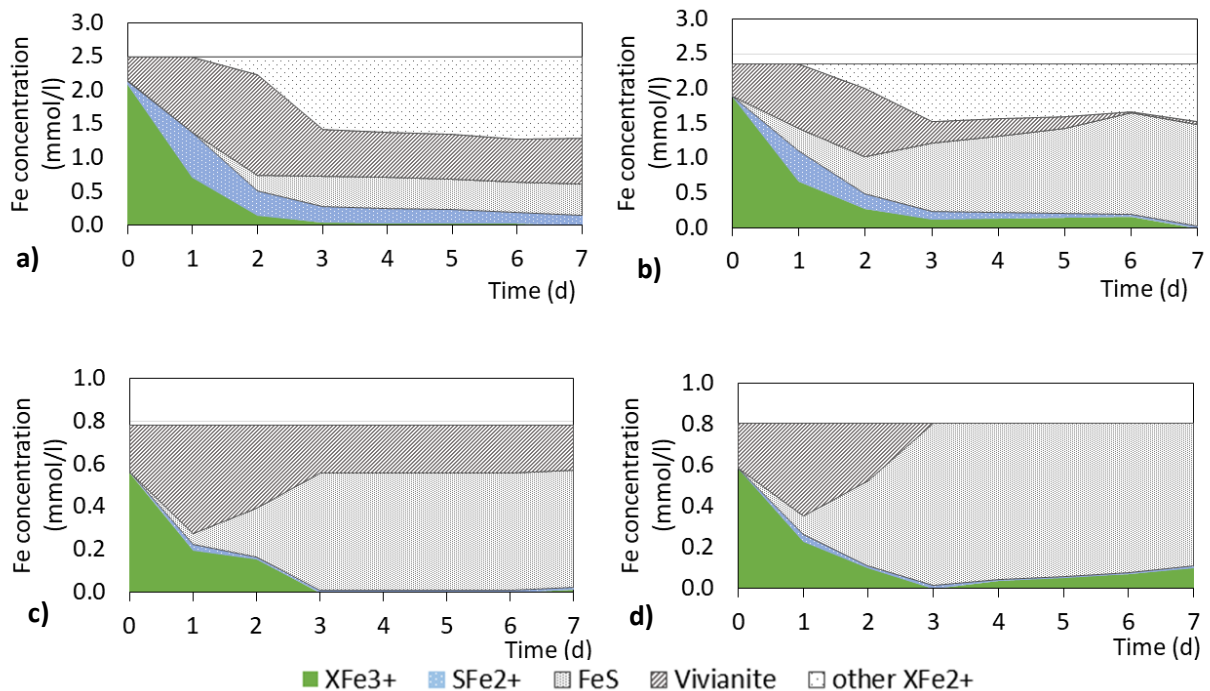 3.0
2.5
2.0
1.5
1.0
0.5
0.0
Fe concentration
(mmol/l)
0 1 2 3 4 5 6 7
Time (d)
a)
3.0
2.5
2.0
1.5
1.0
0.5
0.0
Fe concentration
(mmol/l)
0 1 2 3 4 5 6 7
Time (d)
b)
1.0
0.8
0.6
0.4
0.2
0.0
Fe concentration
(mmol/l)
0 1 2 3 4 5 6 7
Time (d)
c)
1.0
0.8
0.6
0.4
0.2
0.0
Fe concentration
(mmol/l)
0 1 2 3 4 5 6 7
Time (d)
d)
XFe3+ SFe2+ FeS Vivianite other XFe2+